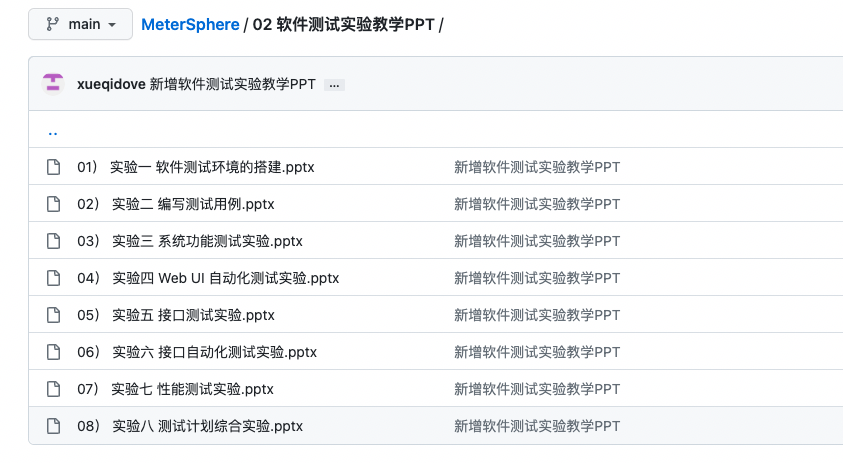 main
MeterSphere / 02 软件测试实验教学PPT /
xueqidove 新增软件测试实验教学PPT ...
..
01） 实验一 软件测试环境的搭建.pptx 新增软件测试实验教学PPT
02） 实验二 编写测试用例.pptx 新增软件测试实验教学PPT
03） 实验三 系统功能测试实验.pptx 新增软件测试实验教学PPT
04） 实验四 Web UI 自动化测试实验.pptx 新增软件测试实验教学PPT
05） 实验五 接口测试实验.pptx 新增软件测试实验教学PPT
06） 实验六 接口自动化测试实验.pptx 新增软件测试实验教学PPT
07） 实验七 性能测试实验.pptx 新增软件测试实验教学PPT
08） 实验八 测试计划综合实验.pptx 新增软件测试实验教学PPT